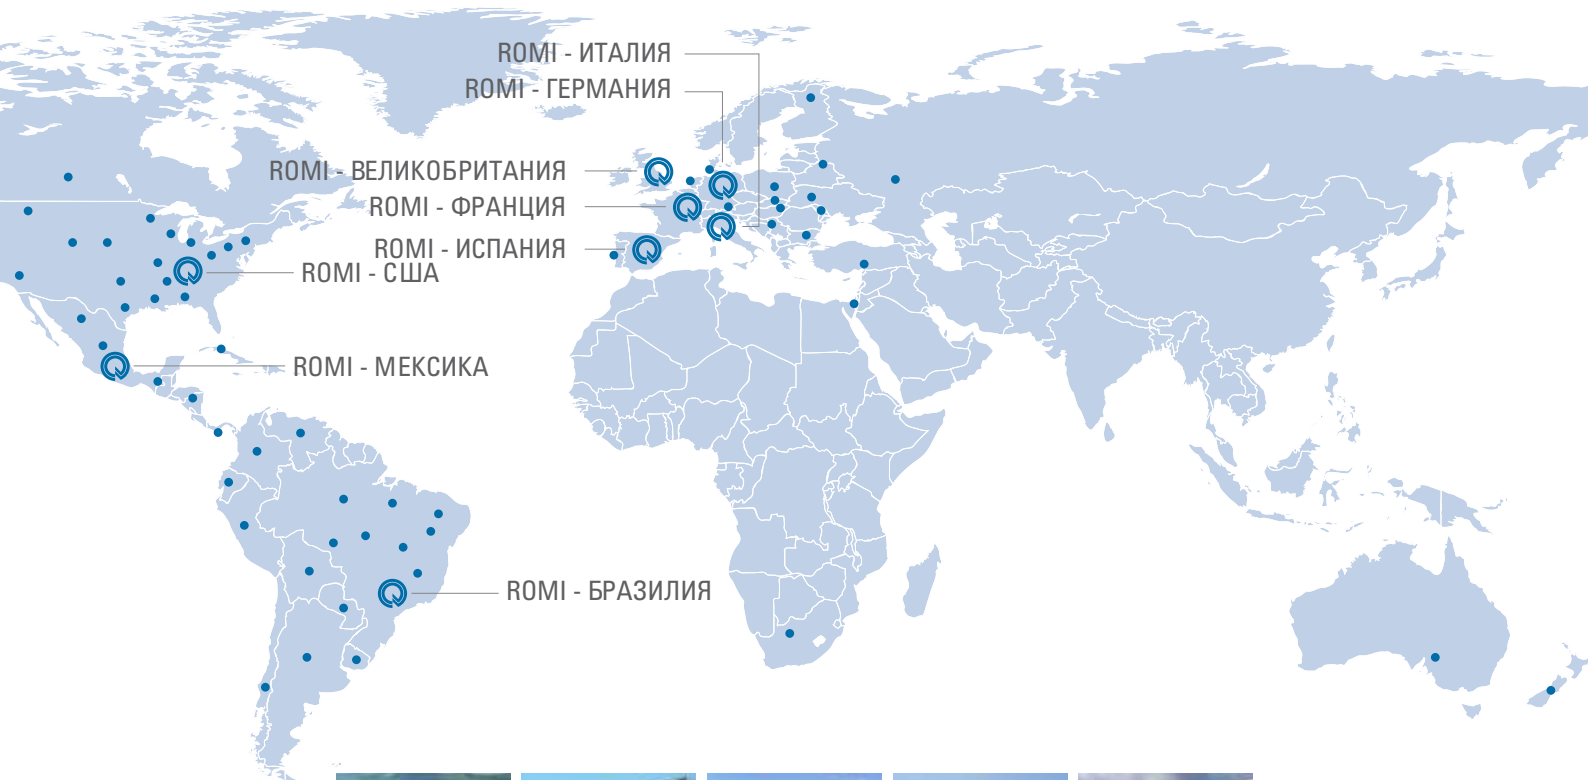 ROMI - ИТАЛИЯ
ROMI - ГЕРМАНИЯ
ROMI - ВЕЛИКОБРИТАНИЯ
ROMI - ФРАНЦИЯ
ROMI - ИСПАНИЯ
ROMI - США
ROMI - МЕКСИКА
ROMI - БРАЗИЛИЯ